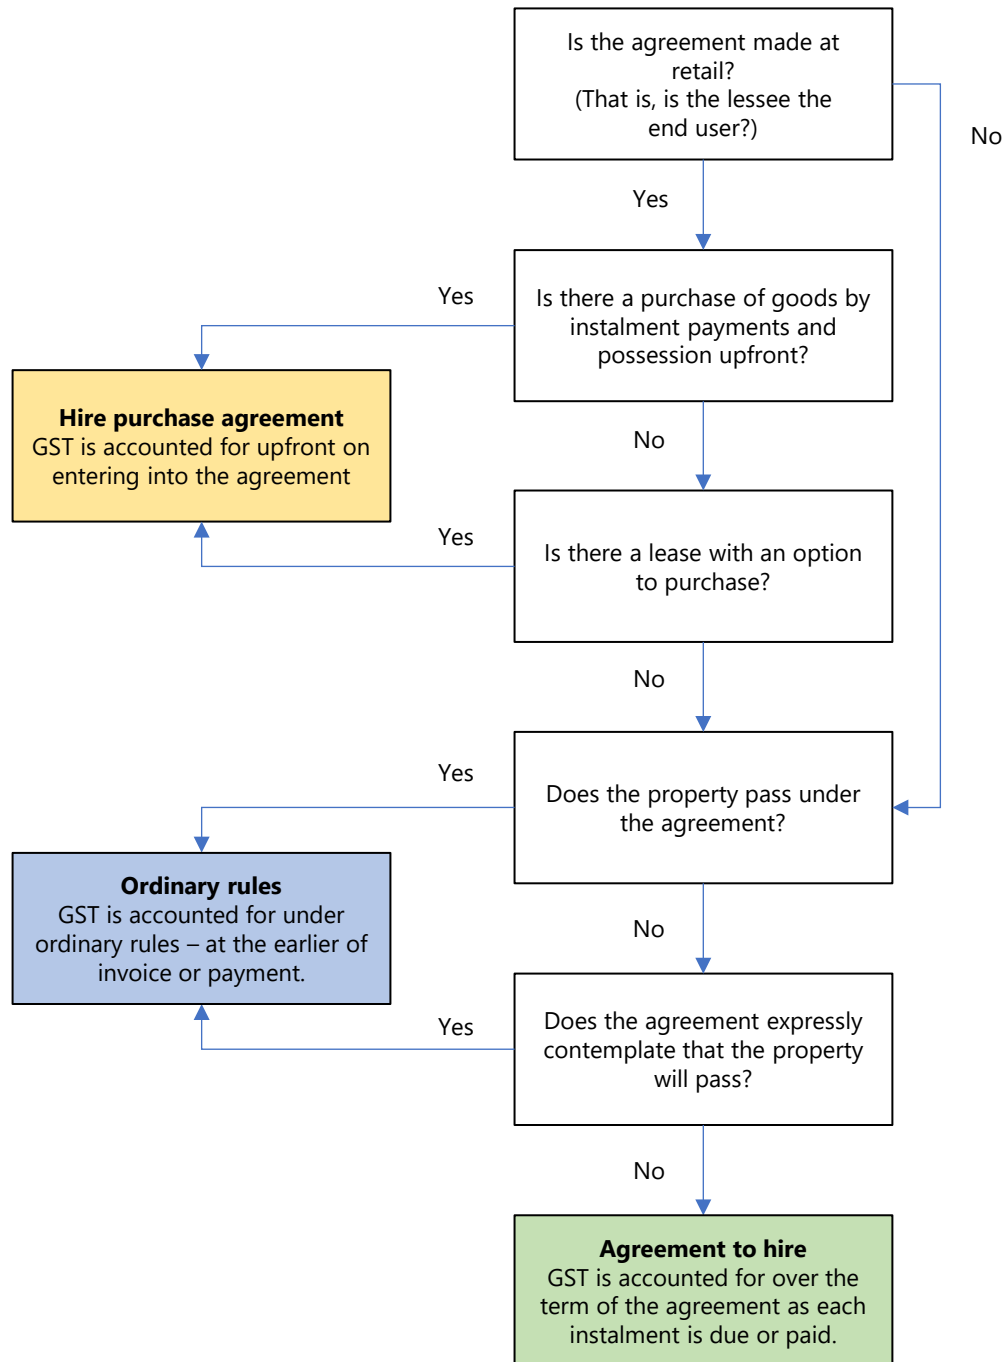 Is the agreement made at
retail?
(That is, is the lessee the
end user?)
No
Yes
Is there a purchase of goods by
instalment payments and
possession upfront?
Yes
Hire purchase agreement
GST is accounted for upfront on
entering into the agreement
No
Yes
Is there a lease with an option
to purchase?
No
Does the property pass under
the agreement?
Yes
Ordinary rules
GST is accounted for under
ordinary rules – at the earlier of
invoice or payment.
No
Yes
Does the agreement expressly
contemplate that the property
will pass?
No
Agreement to hire
GST is accounted for over the
term of the agreement as each
instalment is due or paid.